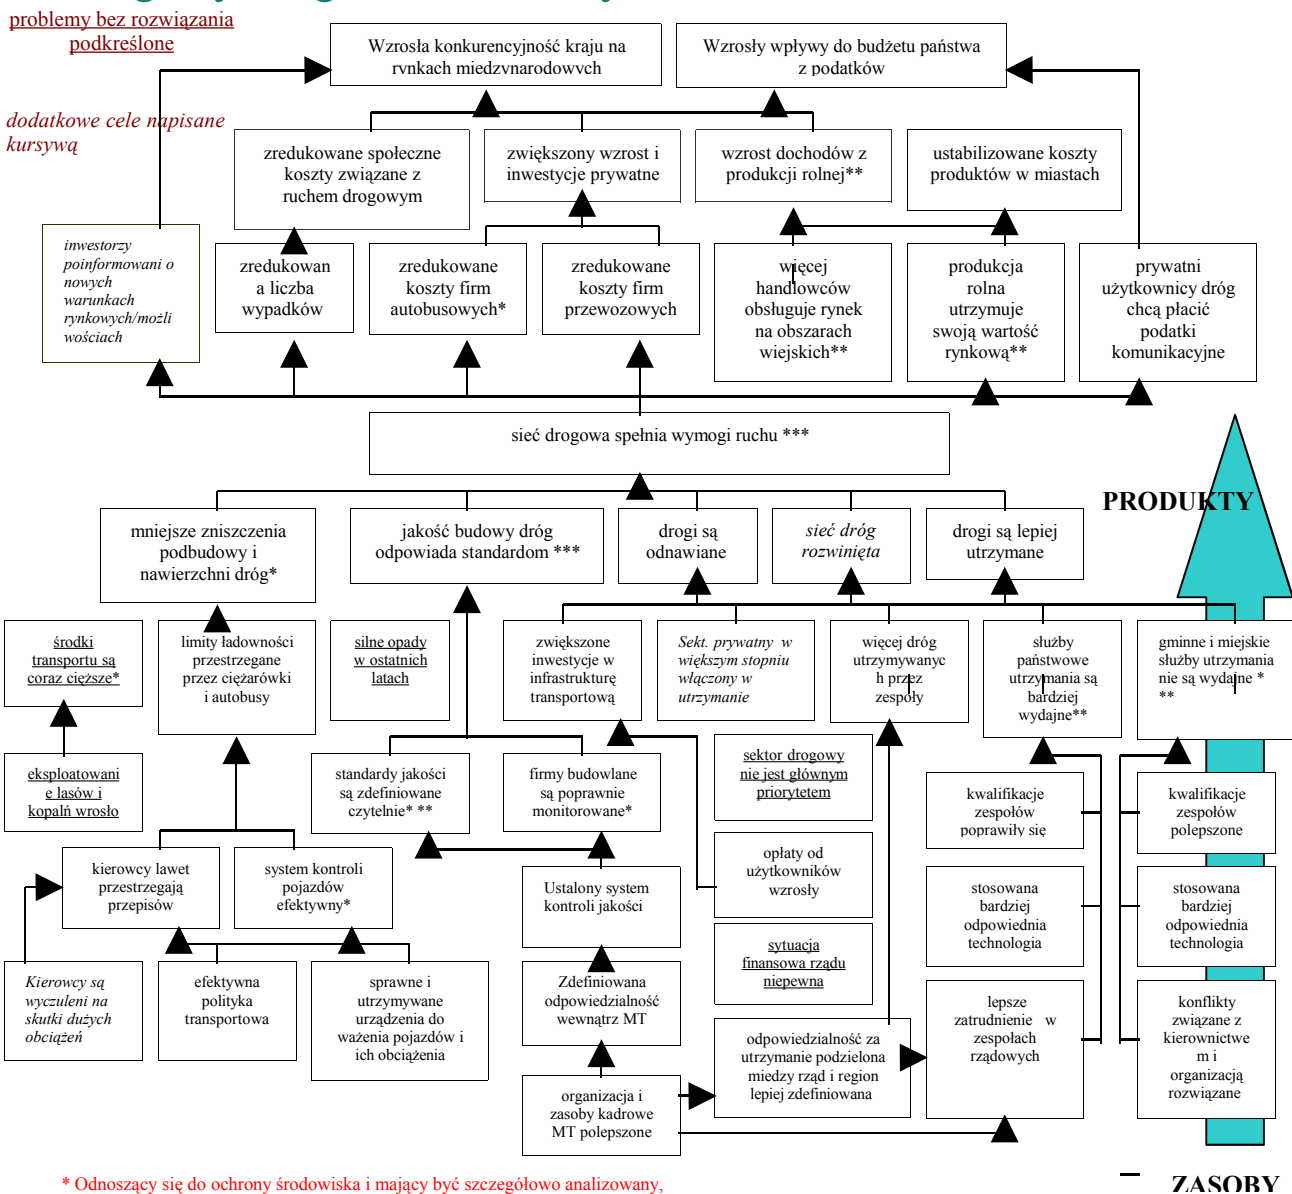 problemy bez rozwiązania
podkreślone
Wzrosła konkurencyjność kraju na
rynkach międzynarodowych
Wzrosły wpływy do budżetu państwa
z podatków
dodatkowe cele napisane
kursywą
zredukowane społeczne
koszty związane z
ruchem drogowym
zwiększony wzrost i
inwestycje prywatne
wzrost dochodów z
produkcji rolnej**
ustabilizowane koszty
produktów w miastach
inwestorzy
poinformowani o
nowych
warunkach
rynkowych/możli
wościach
zredukowan
a liczba
wypadków
zredukowane
koszty firm
autobusowych*
zredukowane
koszty firm
przewozowych
więcej
handlowców
obsługuje rynek
na obszarach
wiejskich**
produkcja
rolna
utrzymuje
swoją wartość
rynkową**
prywatni
użytkownicy dróg
chcą płacić
podatki
komunikacyjne
sieć drogowa spełnia wymogi ruchu ***
PRODUKTY
mniejsze zniszczenia
podbudowy i
nawierzchni dróg*
jakość budowy dróg
odpowiada standardom ***
drogi są
odnawiane
sieć dróg
rozwinięta
drogi są lepiej
utrzymane
środki
transportu są
coraz cięższe*
limity ładowności
przestrzegane
przez ciężarówki
i autobusy
silne opady
w ostatnich
latach
zwiększone
inwestycje w
infrastrukturę
transportową
Sekt. prywatny w
większym stopniu
włączony w
utrzymanie
więcej dróg
utrzymywanyc
h przez
zespoły
służby
państwowe
utrzymania są
bardziej
wydajne**
gminne i miejskie
służby utrzymania
nie są wydajne *
**
eksploatowani
e lasów i
kopalń wrosło
standardy jakości
są zdefiniowane
czytelnie* **
firmy budowlane
są poprawnie
monitorowane*
sektor drogowy
nie jest głównym
priorytetem
kwalifikacje
zespołów
poprawiły się
kwalifikacje
zespołów
polepszone
kierowcy lawet
przestrzegają
przepisów
system kontroli
pojazdów
efektywny*
Ustalony system
kontroli jakości
opłaty od
użytkowników
wzrosły
stosowana
bardziej
odpowiednia
technologia
stosowana
bardziej
odpowiednia
technologia
Kierowcy są
wyczuleni na
skutki dużych
obciążeń
efektywna
polityka
transportowa
sprawne i
utrzymywane
urządzenia do
ważenia pojazdów i
ich obciążenia
Zdefiniowana
odpowiedzialność
wewnątrz MT
sytuacja
finansowa rządu
niepewna
lepsze
zatrudnienie w
zespołach
rządowych
konflikty
związane z
kierownictwe
m i
organizacją
rozwiązane
organizacja i
zasoby kadrowe
MT polepszone
odpowiedzialność za
utrzymanie podzielona
miedzy rząd i region
lepiej zdefiniowana
* Odnoszący się do ochrony środowiska i mający być szczegółowo analizowany,
ZASOBY